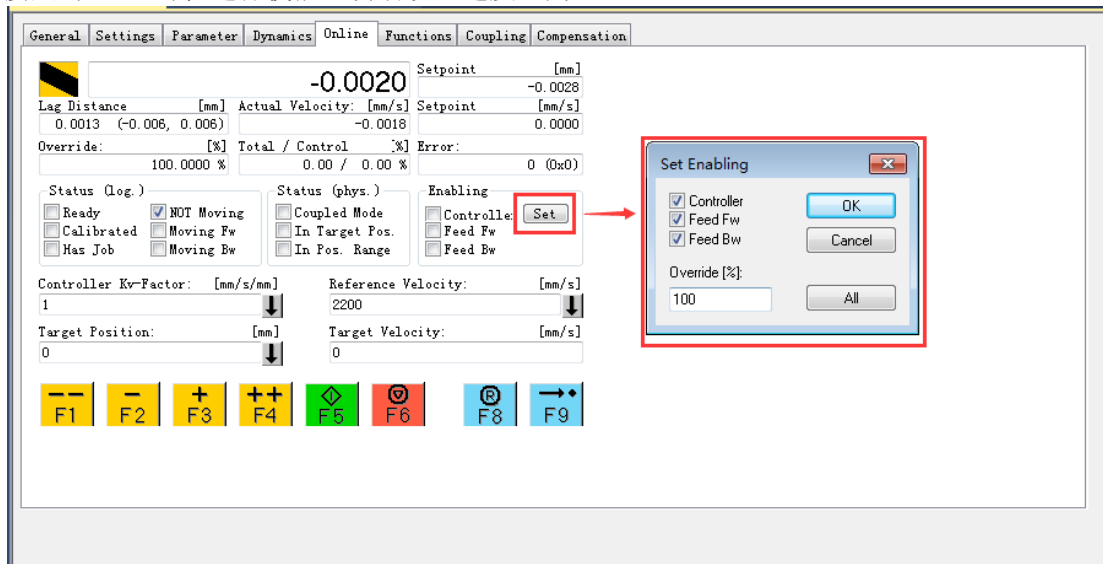 General Settings Parameter Dynamics Online Functions Coupling Compensation
-0.0020
Setpoint [mm]
-0.0028
Lag Distance [mm] Actual Velocity: [mm/s] Setpoint [mm/s]
0.0013 (-0.006, 0.006) -0.0018 0.0000
Override: [%] Total / Control [%] Error:
100.0000 % 0.00 / 0.00 % 0 (0x0)
Status (log.) Status (phys.) Enabling
Ready NOT Moving Coupled Mode Controlle Set
Calibrated Moving Fw In Target Pos. Feed Fw
Has Job Moving Bw In Pos. Range Feed Bw
Controller Kv-Factor: [mm/s/mm] Reference Velocity: [mm/s]
1 2200
Target Position: [mm] Target Velocity: [mm/s]
0 0
-- - + ++ R
F1 F2 F3 F4 F5 F6 F8 F9
Set Enabling
Controller OK
Feed Fw
Feed Bw Cancel
Override [%]:
100 All